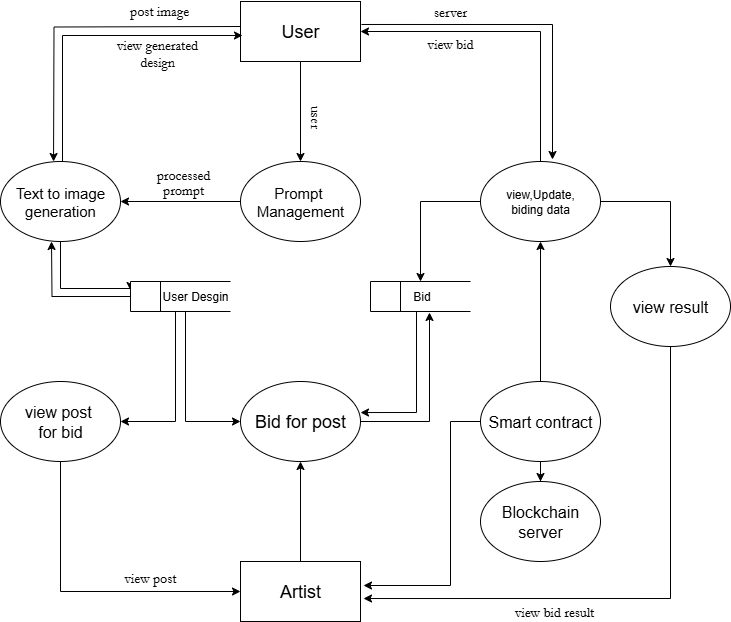 post image
server
User
view generated
design
view bid
user
Text to image
generation
processed
prompt
Prompt
Management
view,Update,
biding data
User Desgin
Bid
view result
view post
for bid
Bid for post
Smart contract
Blockchain
server
view post
Artist
view bid result